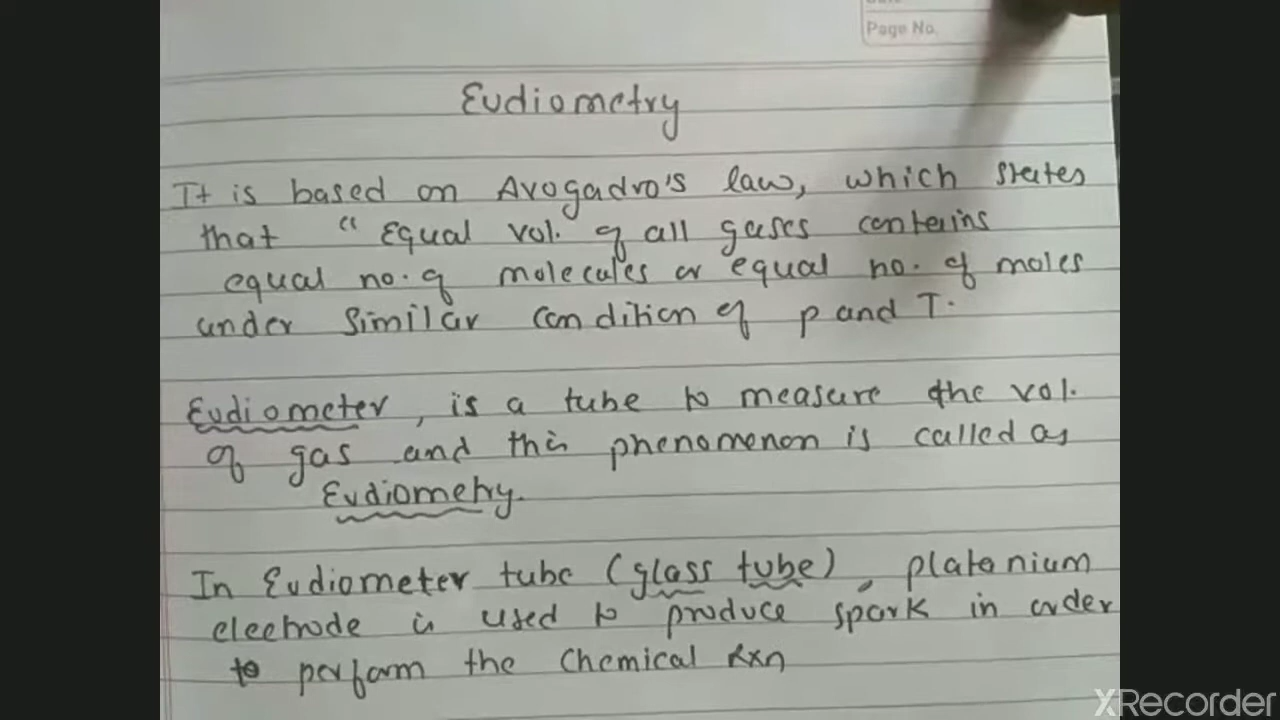 Page No.
Eudiometry
It is based on Avogadro's law, which states
that " Equal vol. of all gases contains
equal no. of molecules or equal no. of moles
under similar condition of p and T.
Eudiometer, is a tube to measure the vol.
of gas and this phenomenon is called as
Eudiometry.
In Eudiometer tube (glass tube), platenium
electrode is used to produce spark in order
to perform the chemical rxn
XRecorder